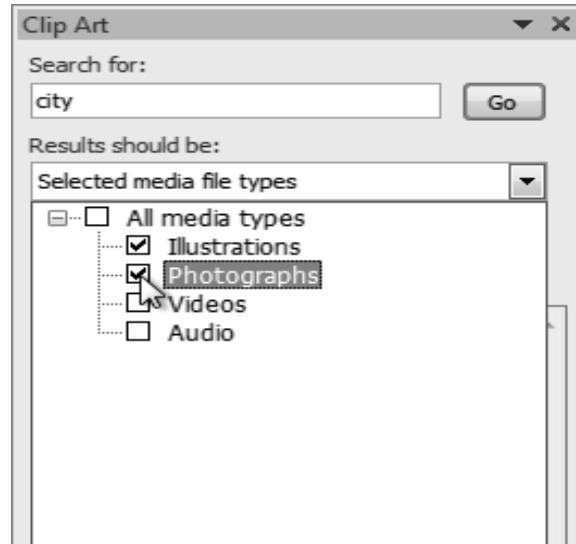 Clip Art
Search for:
city
Go
Results should be:
Selected media file types
All media types
Illustrations
Photographs
Videos
Audio